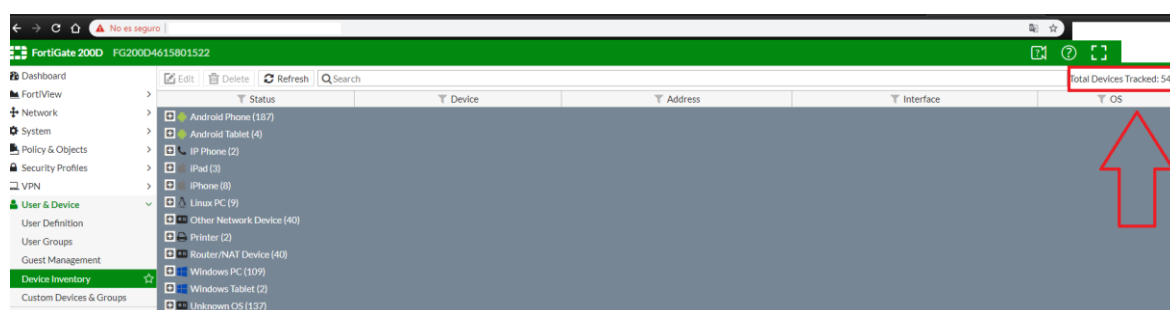 No es seguro
FortiGate 200D FG200D4615801522
Dashboard
FortiView
Network
System
Policy & Objects
Security Profiles
VPN
User & Device
User Definition
User Groups
Guest Management
Device Inventory
Custom Devices & Groups
Edit Delete Refresh Search Total Devices Tracked: 54
Status Device Address Interface OS
Android Phone (187)
Android Tablet (4)
IP Phone (2)
iPad (3)
iPhone (8)
Linux PC (9)
Other Network Device (40)
Printer (2)
Router/NAT Device (40)
Windows PC (109)
Windows Tablet (2)
Unknown OS (137)